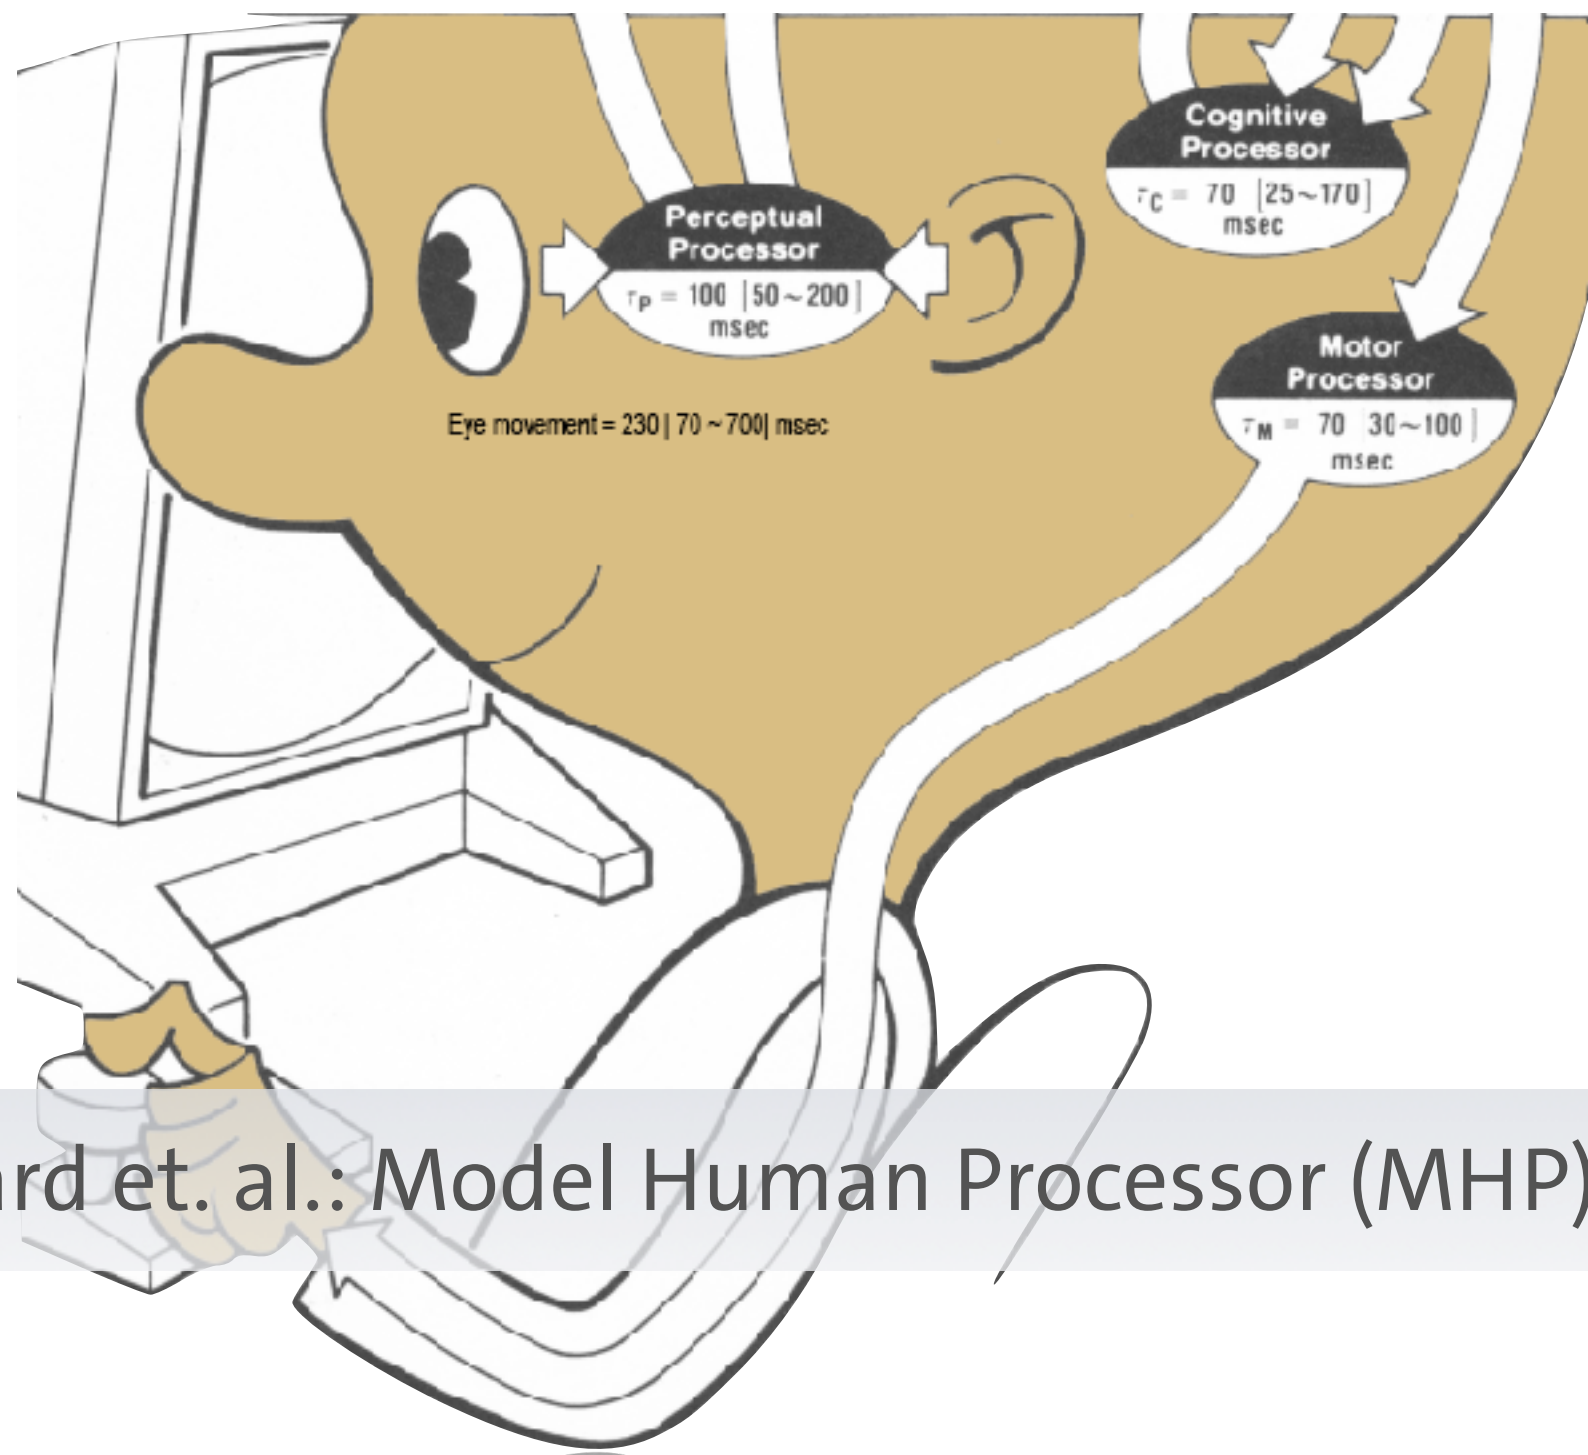 Cognitive
Processor
τC = 70 [25~170]
msec
Perceptual
Processor
τP = 100 [50~200]
msec
Motor
Processor
τM = 70 [30~100]
msec
Eye movement = 230 | 70 ~ 700| msec
ard et. al.: Model Human Processor (MHP)